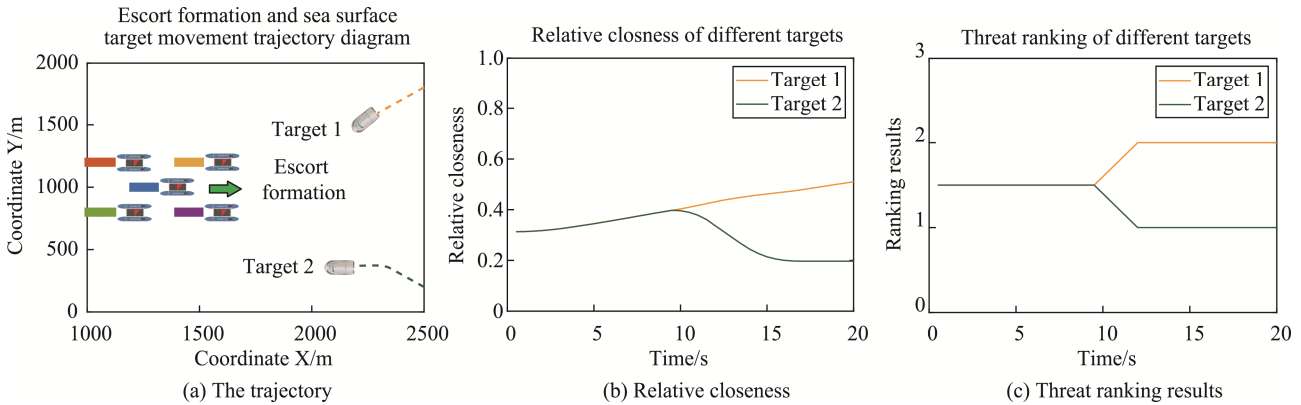 Escort formation and sea surface
target movement trajectory diagram
2000
1500
1000
500
0
Coordinate Y/m
Target 1
Escort
formation
Target 2
1000
1500
2000
2500
Coordinate X/m
(a) The trajectory
Relative closness of different targets
1.0
0.8
0.6
0.4
0.2
0
Relative closeness
Target 1
Target 2
0
5
10
15
20
Time/s
(b) Relative closeness
Threat ranking of different targets
3
2
1
0
Ranking results
Target 1
Target 2
0
5
10
15
20
Time/s
(c) Threat ranking results